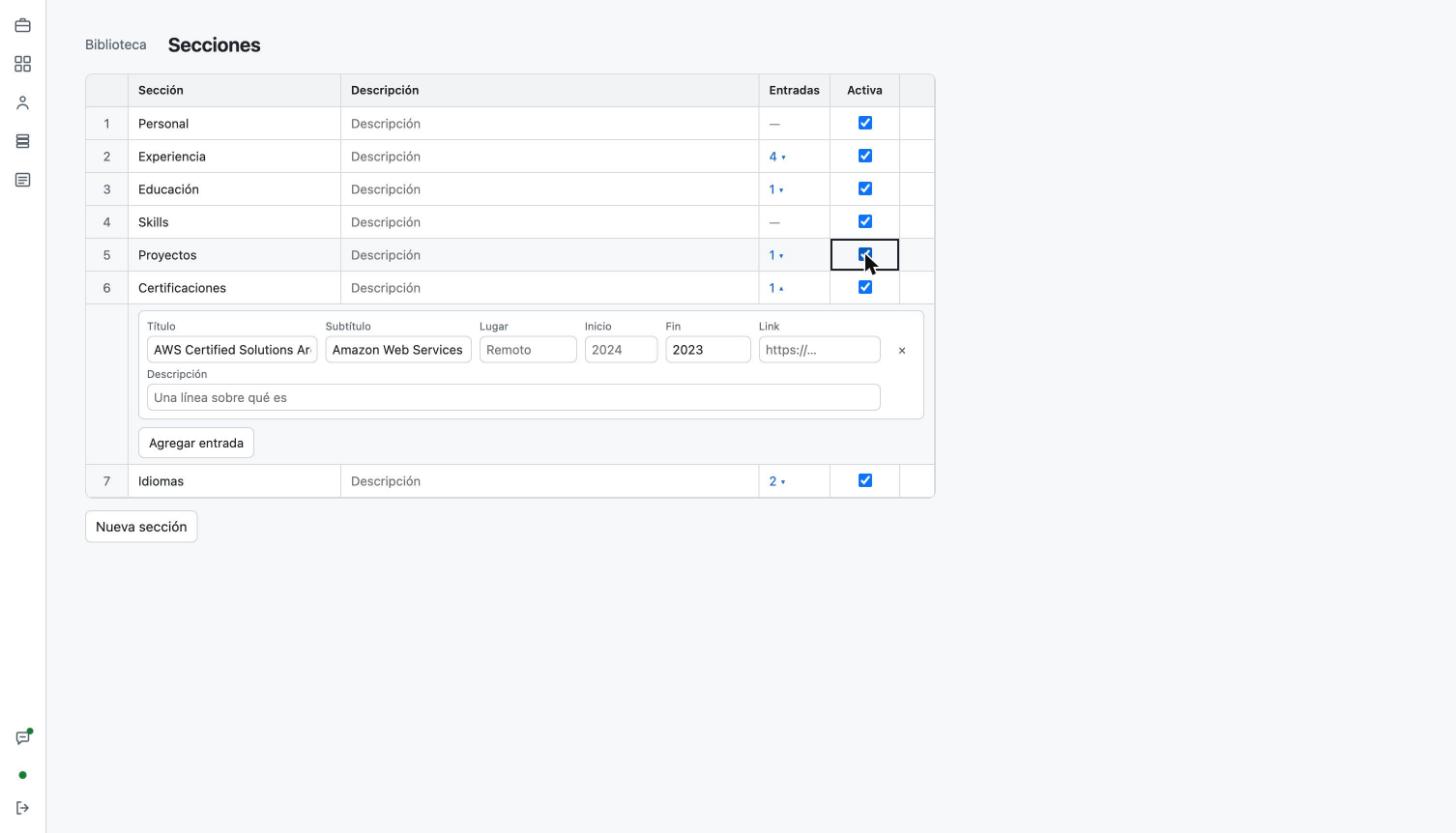 Biblioteca Secciones
Sección Descripción Entradas Activa
1 Personal Descripción —
2 Experiencia Descripción 4 ▾
3 Educación Descripción 1 ▾
4 Skills Descripción —
5 Proyectos Descripción 1 ▾
6 Certificaciones Descripción 1 ▴
Título Subtítulo Lugar Inicio Fin Link
AWS Certified Solutions Ar Amazon Web Services Remoto 2024 2023 https://... ×
Descripción
Una línea sobre qué es
Agregar entrada
7 Idiomas Descripción 2 ▾
Nueva sección